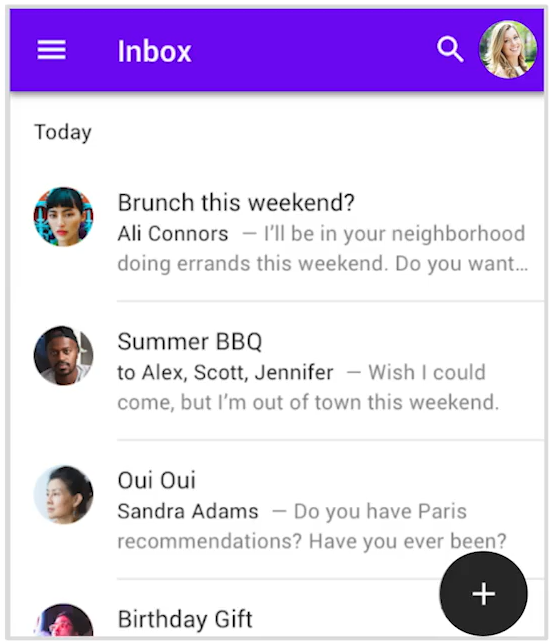 Inbox
Today
Brunch this weekend?
Ali Connors — I'll be in your neighborhood
doing errands this weekend. Do you want…
Summer BBQ
to Alex, Scott, Jennifer — Wish I could
come, but I'm out of town this weekend.
Oui Oui
Sandra Adams — Do you have Paris
recommendations? Have you ever been?
Birthday Gift